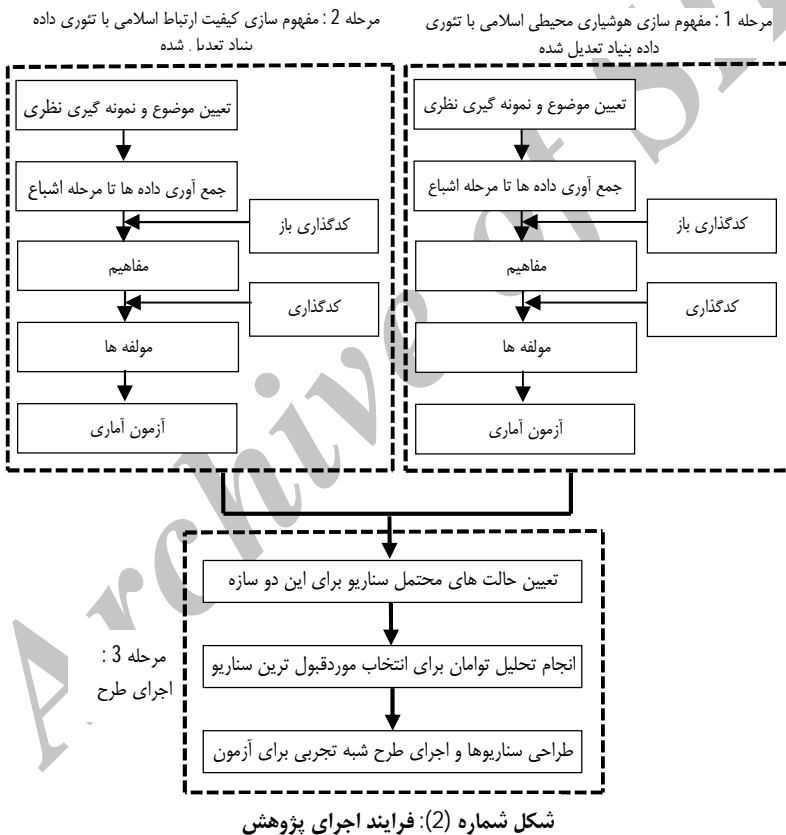 مرحله 1 : مفهوم سازی هوشیاری محیطی اسلامی با تئوری
داده بنیاد تعدیل شده
تعیین موضوع و نمونه گیری نظری
جمع آوری داده ها تا مرحله اشباع
کدگذاری باز
مفاهیم
کدگذاری
مولفه ها
آزمون آماری
مرحله 2 : مفهوم سازی کیفیت ارتباط اسلامی با تئوری داده
بنیاد تعدیل شده
تعیین موضوع و نمونه گیری نظری
جمع آوری داده ها تا مرحله اشباع
کدگذاری باز
مفاهیم
کدگذاری
مولفه ها
آزمون آماری
مرحله 3 :
اجرای طرح
تعیین حالت های محتمل سناریو برای این دو سازه
انجام تحلیل توامان برای انتخاب موردقبول ترین سناریو
طراحی سناریوها و اجرای طرح شبه تجربی برای آزمون
شکل شماره (2): فرایند اجرای پژوهش
Archive of